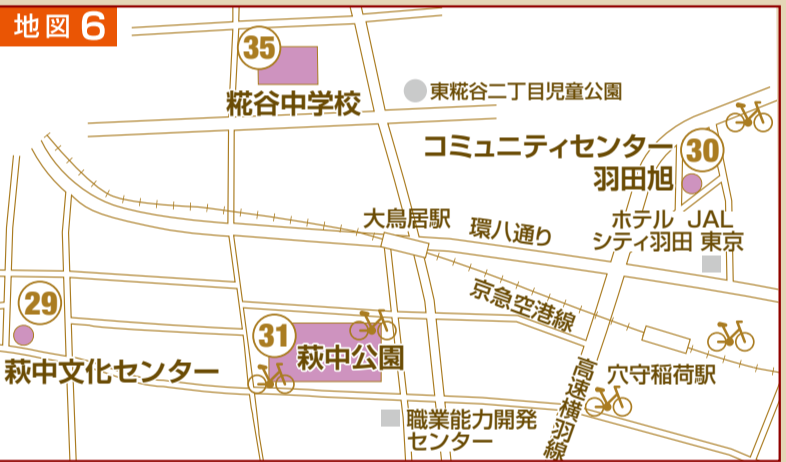 地図6
35
糀谷中学校
東糀谷二丁目児童公園
コミュニティセンター
羽田旭
30
大鳥居駅
環八通り
ホテル JAL
シティ羽田 東京
29
京急空港線
31
萩中公園
萩中文化センター
高速横羽線
穴守稲荷駅
職業能力開発
センター